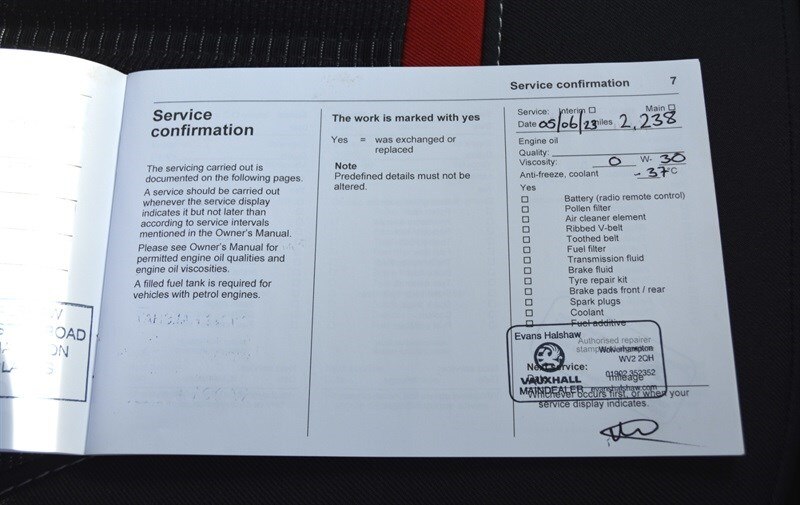 Service confirmation 7
Service
confirmation
The servicing carried out is
documented on the following pages.
A service should be carried out
whenever the service display
indicates it but not later than
according to service intervals
mentioned in the Owner's Manual.
Please see Owner's Manual for
permitted engine oil qualities and
engine oil viscosities.
A filled fuel tank is required for
vehicles with petrol engines.
The work is marked with yes
Yes = was exchanged or
replaced
Note
Predefined details must not be
altered.
Service: Interim Main
Date 05/06/23 miles 2,238
Engine oil
Quality:
Viscosity: 0 W- 30
Anti-freeze, coolant -37°C
Yes
Battery (radio remote control)
Pollen filter
Air cleaner element
Ribbed V-belt
Toothed belt
Fuel filter
Transmission fluid
Brake fluid
Tyre repair kit
Brake pads front / rear
Spark plugs
Coolant
Fuel additive
Evans Halshaw
Authorised repairer
stamp
Wolverhampton
WV2 2QH
Next service:
01902 352352
VAUXHALL
mileage
MAINDEALER evanshalshaw.com
Whichever occurs first, or when your
service display indicates.
OAD
ON